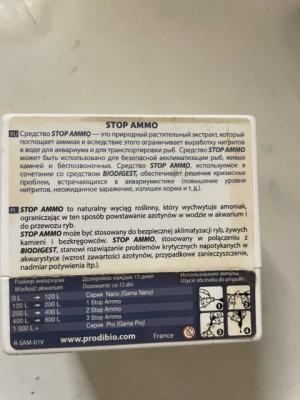 STOP AMMO
RU Средство STOP AMMO — это природный растительный экстракт, который
поглощает аммиак и вследствие этого ограничивает выработку нитритов
в воде для аквариума и для транспортировки рыб. Средство STOP AMMO
может быть использовано для безопасной акклиматизации рыб, живых
камней и беспозвоночных. Средство STOP AMMO, используемое в
сочетании со средством BIODIGEST, обеспечивает решение кризисных
проблем, встречающихся в аквариумистике (повышение уровня
нитритов, неожиданное заражение, излишек корма и т. д.).
PL STOP AMMO to naturalny wyciąg roślinny, który wychwytuje amoniak,
ograniczając w ten sposób powstawanie azotynów w wodzie w akwarium i
do przewozu ryb.
STOP AMMO może być stosowany do bezpiecznej aklimatyzacji ryb, żywych
kamieni i bezkręgowców. STOP AMMO, stosowany w połączeniu z
BIODIGEST, stanowi rozwiązanie problemów krytycznych napotykanych w
akwarystyce (wzrost zawartości azotynów, przypadkowe zanieczyszczenie,
nadmiar pożywienia itp.).
Размер аквариума
Wielkość akwarium
Дозировка каждые 15 дней
Dozowanie: co 15 dni
Использование ампулы
Użycie obcinaka do ampułki
0 L → 120 L Серия Nano (Gama Nano)
120 L → 200 L 1 Stop Ammo
200 L → 400 L 2 Stop Ammo
400 L → 600 L 3 Stop Ammo
1 000 L + Серия Pro (Gama Pro)
1 2 3 4
R-SAM-01V www.prodibio.com France